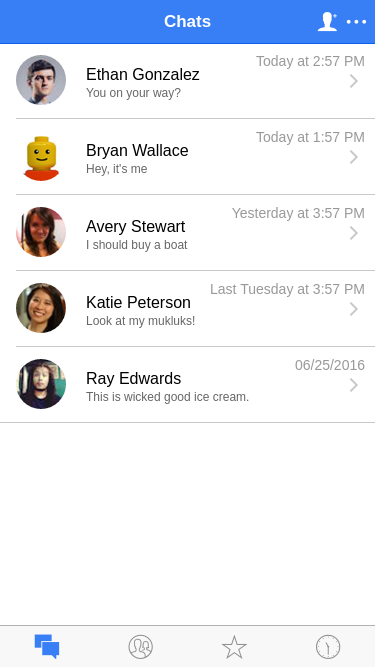 Chats
Today at 2:57 PM
Ethan Gonzalez
You on your way?
Today at 1:57 PM
Bryan Wallace
Hey, it's me
Yesterday at 3:57 PM
Avery Stewart
I should buy a boat
Last Tuesday at 3:57 PM
Katie Peterson
Look at my mukluks!
06/25/2016
Ray Edwards
This is wicked good ice cream.